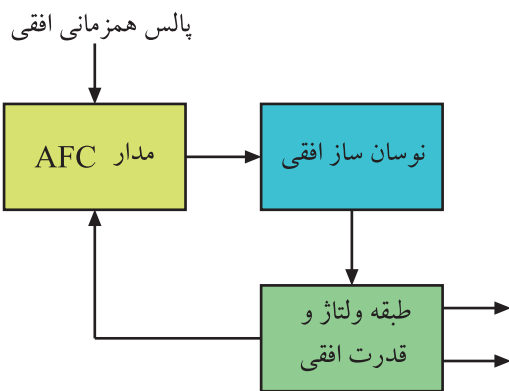 پالس همزمانی افقی
مدار AFC
نوسان ساز افقی
طبقه ولتاژ و
قدرت افقی